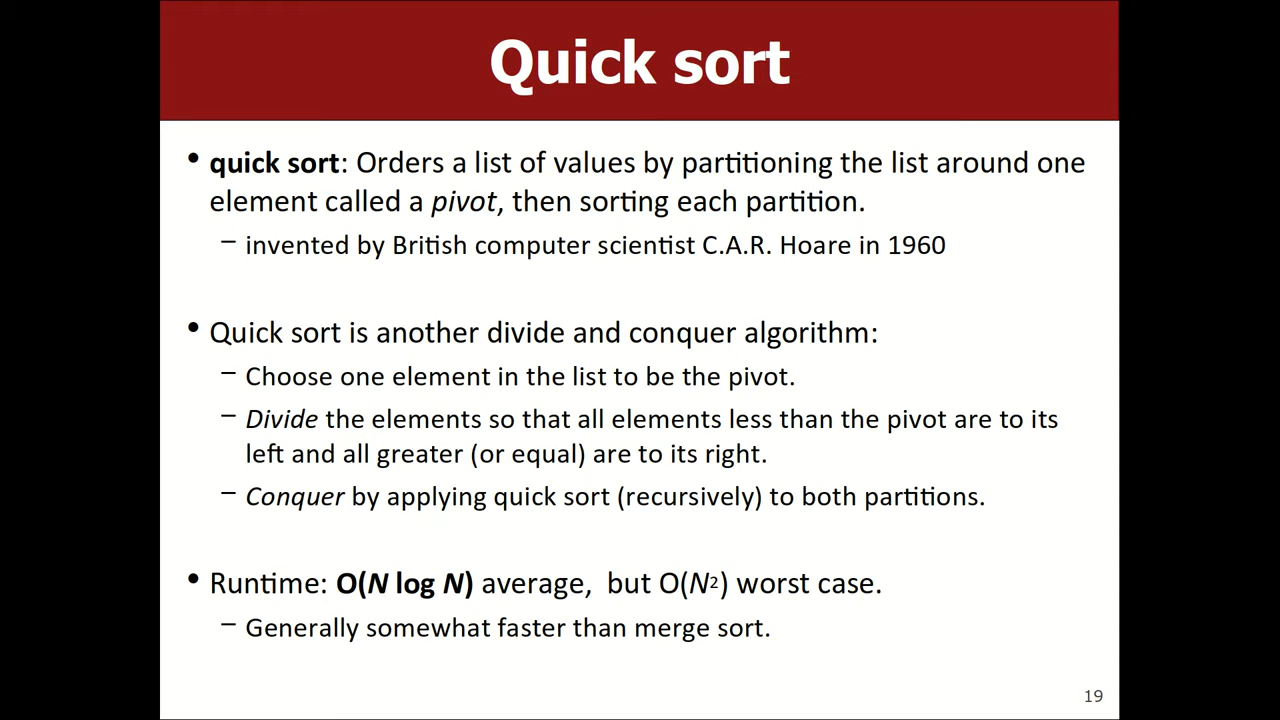 Quick sort
• quick sort: Orders a list of values by partitioning the list around one
element called a pivot, then sorting each partition.
– invented by British computer scientist C.A.R. Hoare in 1960
• Quick sort is another divide and conquer algorithm:
– Choose one element in the list to be the pivot.
– Divide the elements so that all elements less than the pivot are to its
left and all greater (or equal) are to its right.
– Conquer by applying quick sort (recursively) to both partitions.
• Runtime: O(N log N) average, but O(N²) worst case.
– Generally somewhat faster than merge sort.
19